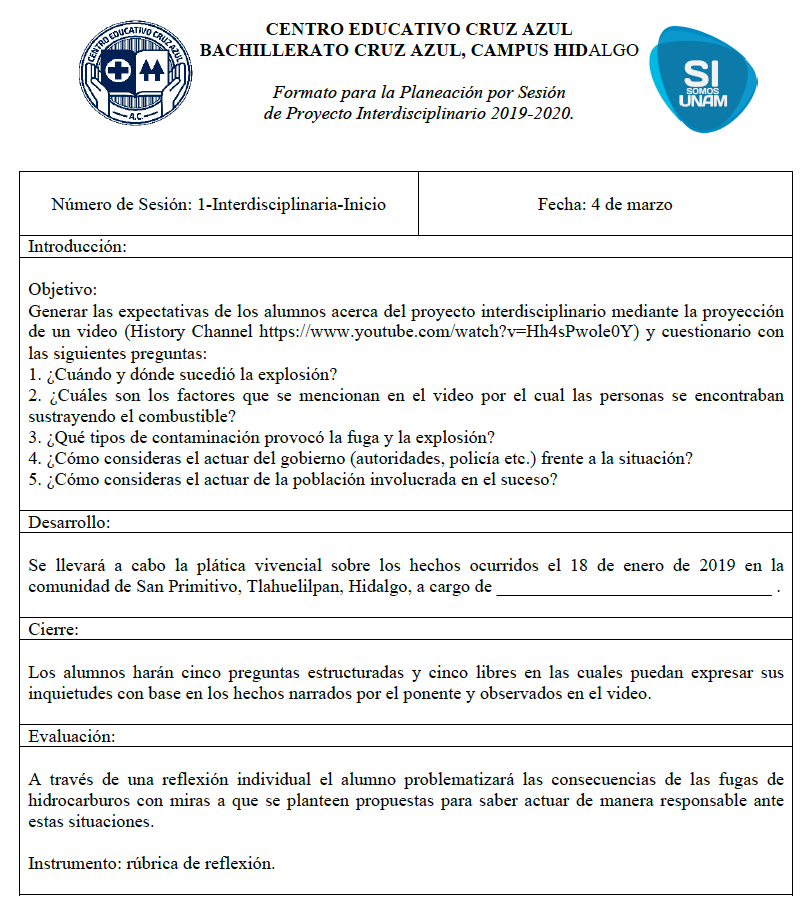 CENTRO EDUCATIVO CRUZ AZUL
BACHILLERATO CRUZ AZUL, CAMPUS HIDALGO
Formato para la Planeación por Sesión
de Proyecto Interdisciplinario 2019-2020.
CENTRO EDUCATIVO CRUZ AZUL
A.C.
SI
SOMOS
UNAM
Número de Sesión: 1-Interdisciplinaria-Inicio
Fecha: 4 de marzo
Introducción:
Objetivo:
Generar las expectativas de los alumnos acerca del proyecto interdisciplinario mediante la proyección
de un video (History Channel https://www.youtube.com/watch?v=Hh4sPwole0Y) y cuestionario con
las siguientes preguntas:
1. ¿Cuándo y dónde sucedió la explosión?
2. ¿Cuáles son los factores que se mencionan en el video por el cual las personas se encontraban
sustrayendo el combustible?
3. ¿Qué tipos de contaminación provocó la fuga y la explosión?
4. ¿Cómo consideras el actuar del gobierno (autoridades, policía etc.) frente a la situación?
5. ¿Cómo consideras el actuar de la población involucrada en el suceso?
Desarrollo:
Se llevará a cabo la plática vivencial sobre los hechos ocurridos el 18 de enero de 2019 en la
comunidad de San Primitivo, Tlahuelilpan, Hidalgo, a cargo de ______________________________ .
Cierre:
Los alumnos harán cinco preguntas estructuradas y cinco libres en las cuales puedan expresar sus
inquietudes con base en los hechos narrados por el ponente y observados en el video.
Evaluación:
A través de una reflexión individual el alumno problematizará las consecuencias de las fugas de
hidrocarburos con miras a que se planteen propuestas para saber actuar de manera responsable ante
estas situaciones.
Instrumento: rúbrica de reflexión.